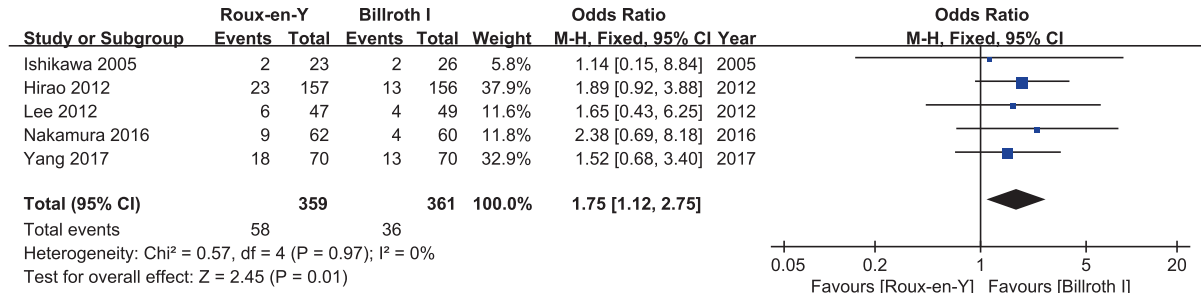 Roux-en-Y Billroth I Odds Ratio Odds Ratio
Study or Subgroup Events Total Events Total Weight M-H, Fixed, 95% CI Year M-H, Fixed, 95% CI
Ishikawa 2005 2 23 2 26 5.8% 1.14 [0.15, 8.84] 2005
Hirao 2012 23 157 13 156 37.9% 1.89 [0.92, 3.88] 2012
Lee 2012 6 47 4 49 11.6% 1.65 [0.43, 6.25] 2012
Nakamura 2016 9 62 4 60 11.8% 2.38 [0.69, 8.18] 2016
Yang 2017 18 70 13 70 32.9% 1.52 [0.68, 3.40] 2017
Total (95% CI) 359 361 100.0% 1.75 [1.12, 2.75]
Total events 58 36
Heterogeneity: Chi² = 0.57, df = 4 (P = 0.97); I² = 0%
Test for overall effect: Z = 2.45 (P = 0.01)
0.05 0.2 1 5 20
Favours [Roux-en-Y] Favours [Billroth I]